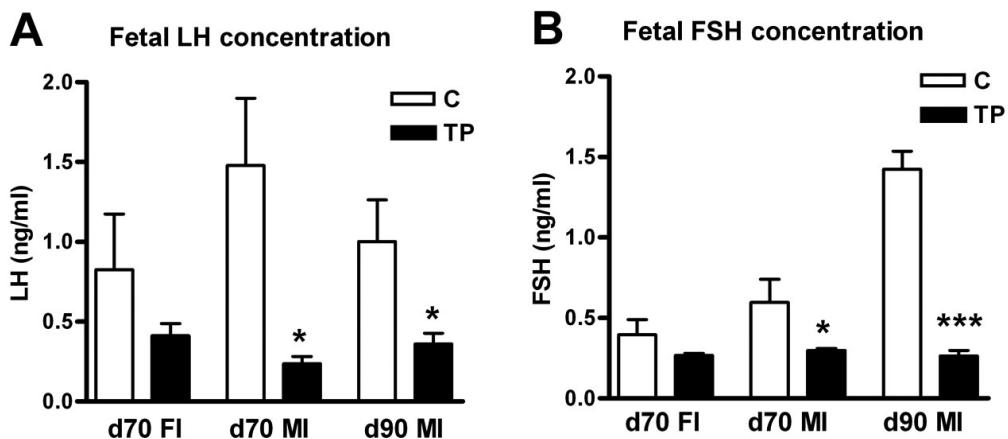 A
Fetal LH concentration
LH (ng/ml)
2.0
1.5
1.0
0.5
0.0
C
TP
*
*
d70 FI
d70 MI
d90 MI
B
Fetal FSH concentration
FSH (ng/ml)
2.0
1.5
1.0
0.5
0.0
C
TP
*
***
d70 FI
d70 MI
d90 MI